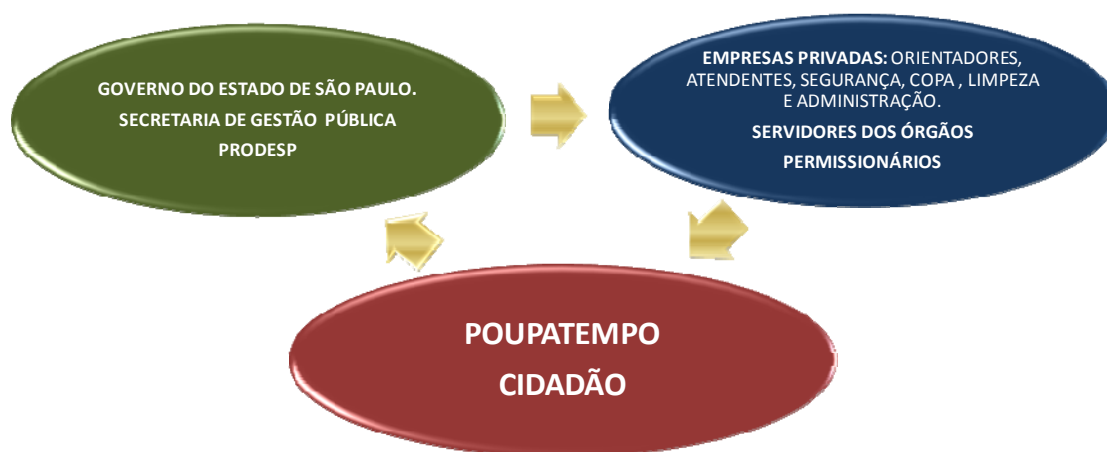 GOVERNO DO ESTADO DE SÃO PAULO.
SECRETARIA DE GESTÃO PÚBLICA
PRODESP
EMPRESAS PRIVADAS: ORIENTADORES,
ATENDENTES, SEGURANÇA, COPA , LIMPEZA
E ADMINISTRAÇÃO.
SERVIDORES DOS ÓRGÃOS
PERMISSIONÁRIOS
POUPATEMPO
CIDADÃO